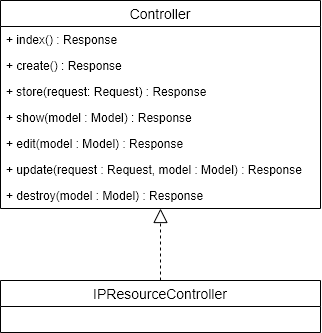 Controller
+ index() : Response
+ create() : Response
+ store(request: Request) : Response
+ show(model : Model) : Response
+ edit(model : Model) : Response
+ update(request : Request, model : Model) : Response
+ destroy(model : Model) : Response
IPResourceController